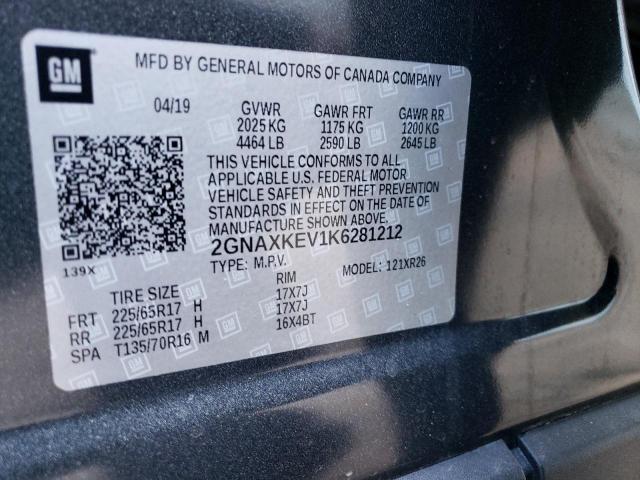 GM
MFD BY GENERAL MOTORS OF CANADA COMPANY
04/19 GVWR GAWR FRT GAWR RR
2025 KG 1175 KG 1200 KG
4464 LB 2590 LB 2645 LB
THIS VEHICLE CONFORMS TO ALL
APPLICABLE U.S. FEDERAL MOTOR
VEHICLE SAFETY AND THEFT PREVENTION
STANDARDS IN EFFECT ON THE DATE OF
MANUFACTURE SHOWN ABOVE.
2GNAXKEV1K6281212
139X TYPE: M.P.V. MODEL: 121XR26
TIRE SIZE RIM
FRT 225/65R17 H 17X7J
RR 225/65R17 H 17X7J
SPA T135/70R16 M 16X4BT